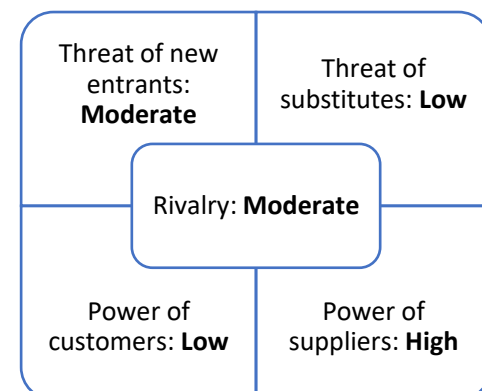 Threat of new
entrants:
Moderate
Threat of
substitutes: Low
Rivalry: Moderate
Power of
customers: Low
Power of
suppliers: High